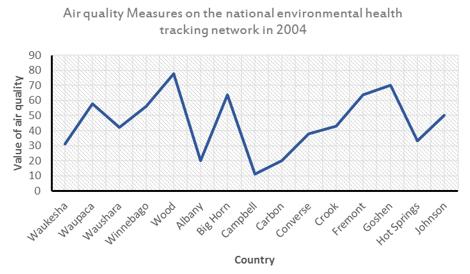 Air quality Measures on the national environmental health
tracking network in 2004
Value of air quality
90
80
70
60
50
40
30
20
10
0
Waukesha
Waupaca
Waushara
Winnebago
Wood
Albany
Big Horn
Campbell
Carbon
Converse
Crook
Fremont
Goshen
Hot Springs
Johnson
Country